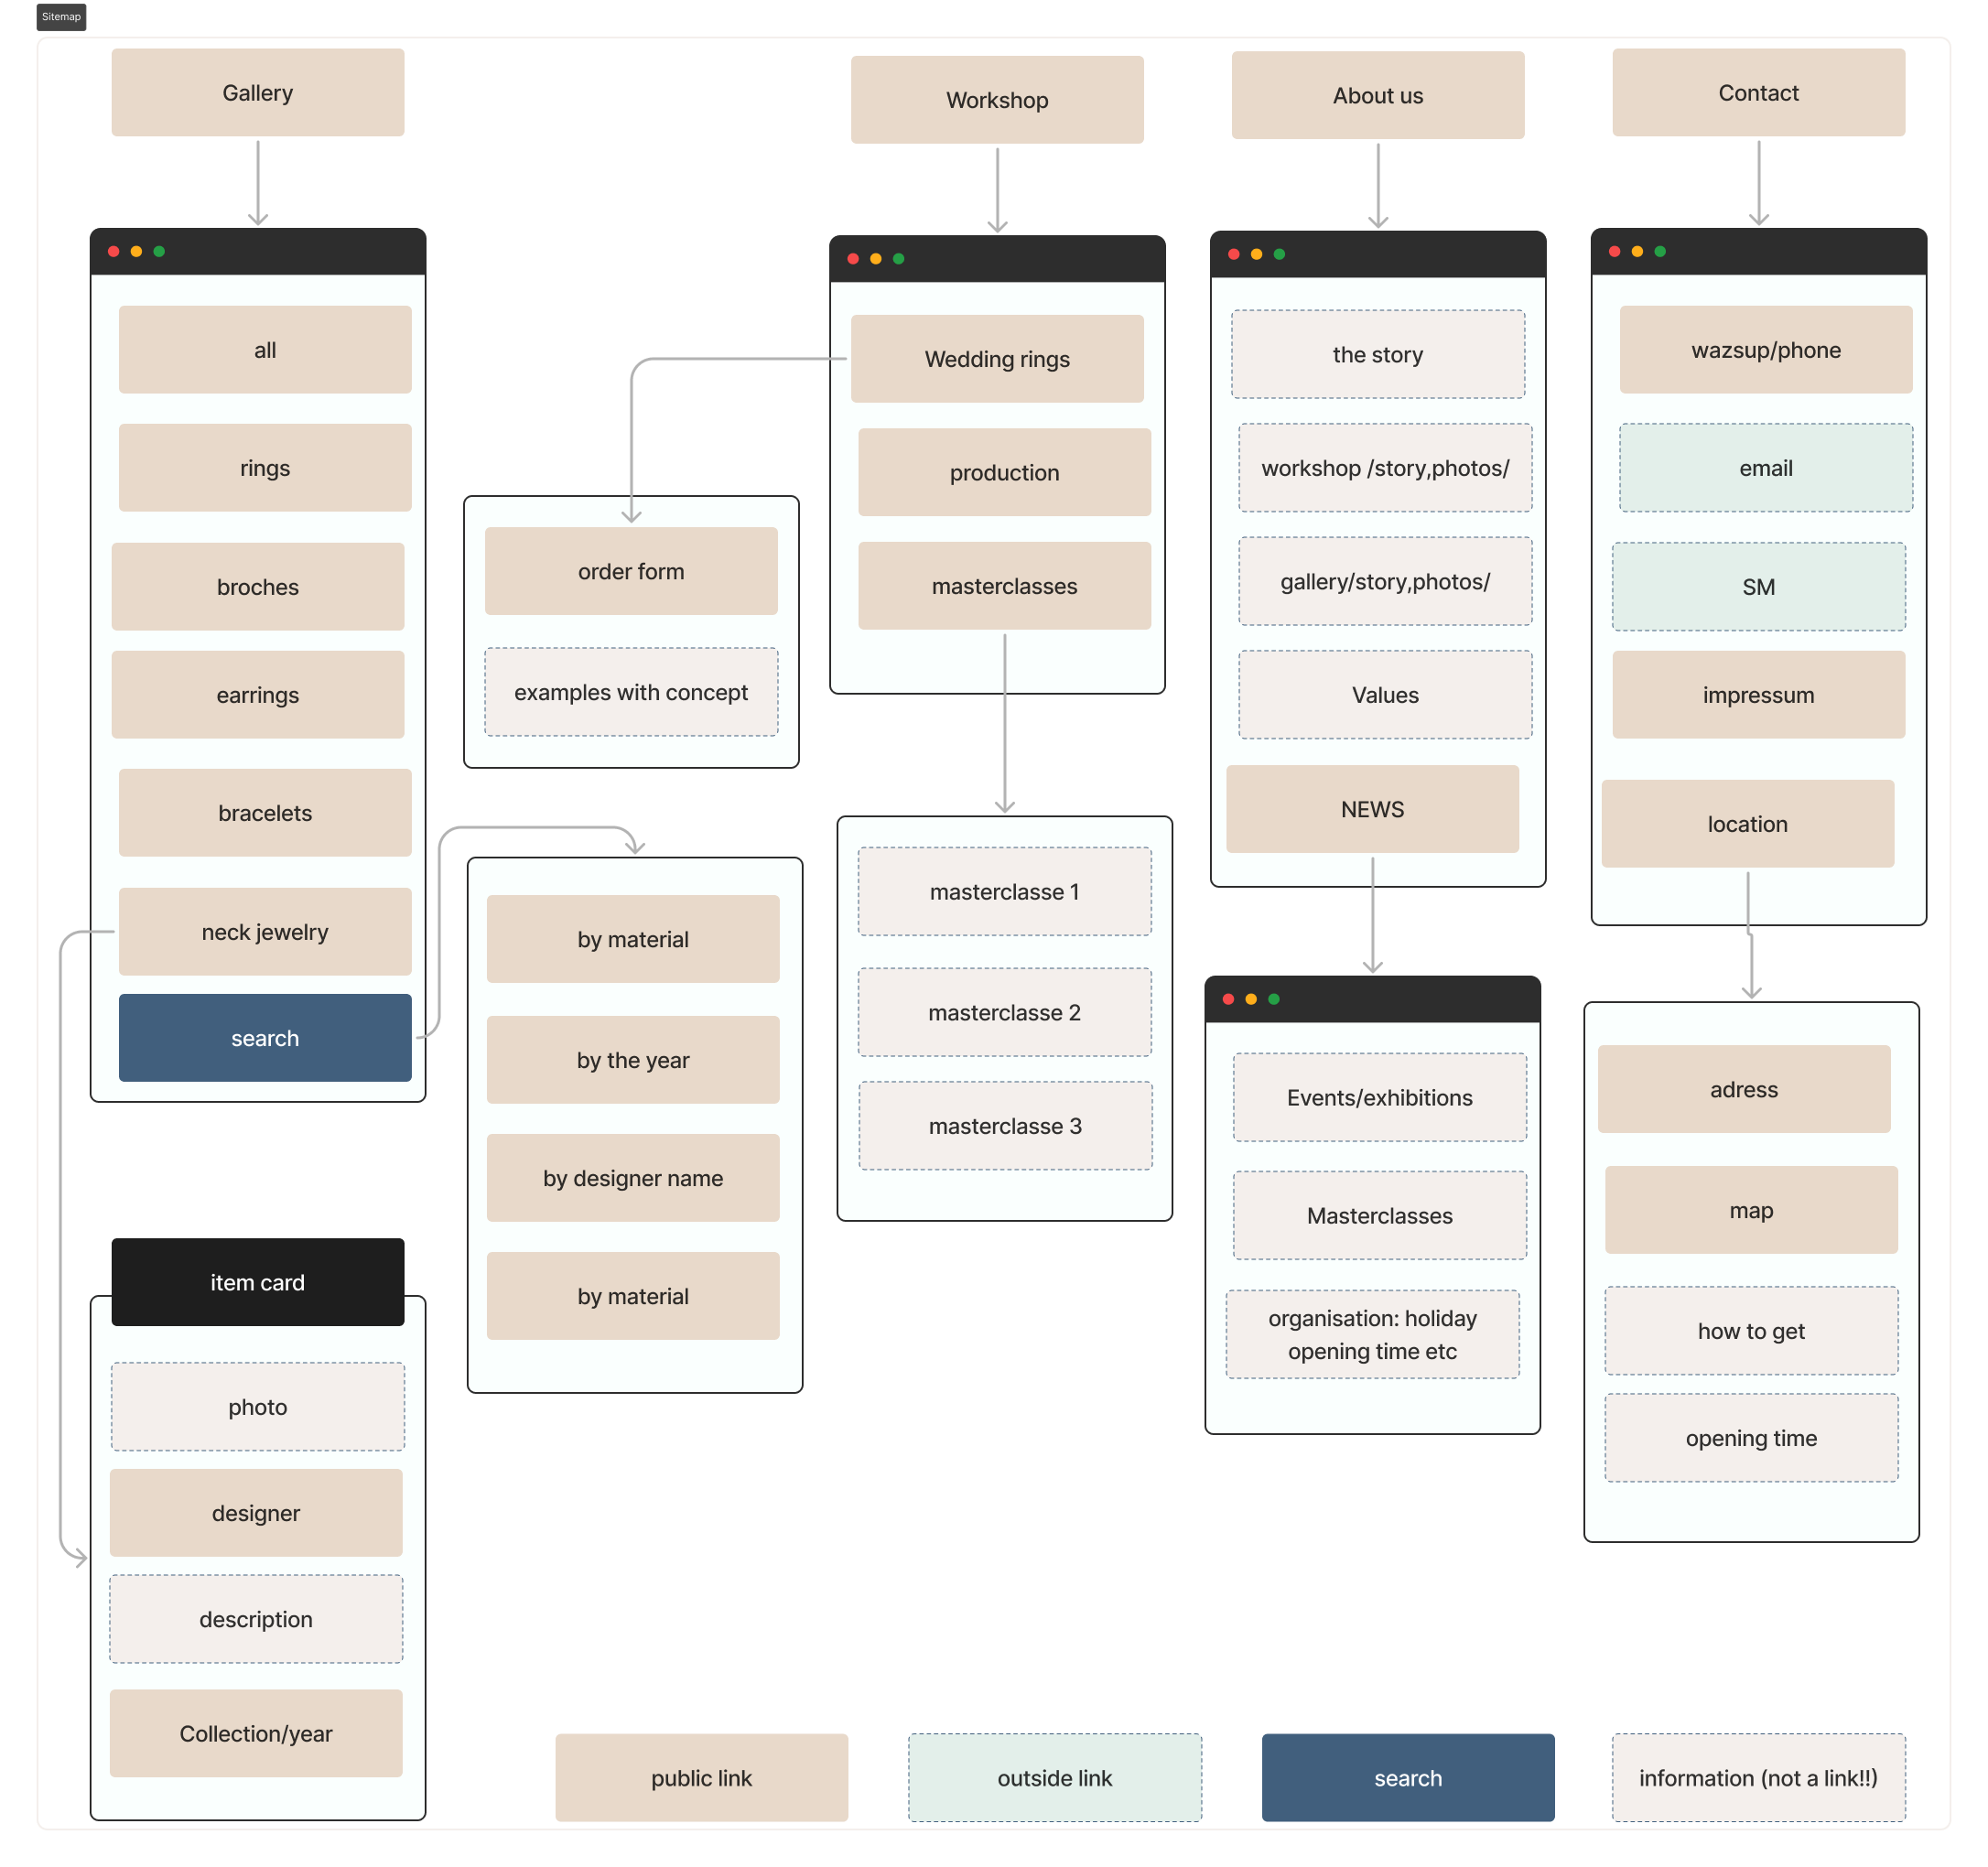 Sitemap
Gallery
Workshop
About us
Contact
all
rings
broches
earrings
bracelets
neck jewelry
search
item card
photo
designer
description
Collection/year
order form
examples with concept
by material
by the year
by designer name
by material
Wedding rings
production
masterclasses
masterclasse 1
masterclasse 2
masterclasse 3
the story
workshop /story,photos/
gallery/story,photos/
Values
NEWS
Events/exhibitions
Masterclasses
organisation: holiday
opening time etc
wazsup/phone
email
SM
impressum
location
adress
map
how to get
opening time
public link
outside link
search
information (not a link!!)